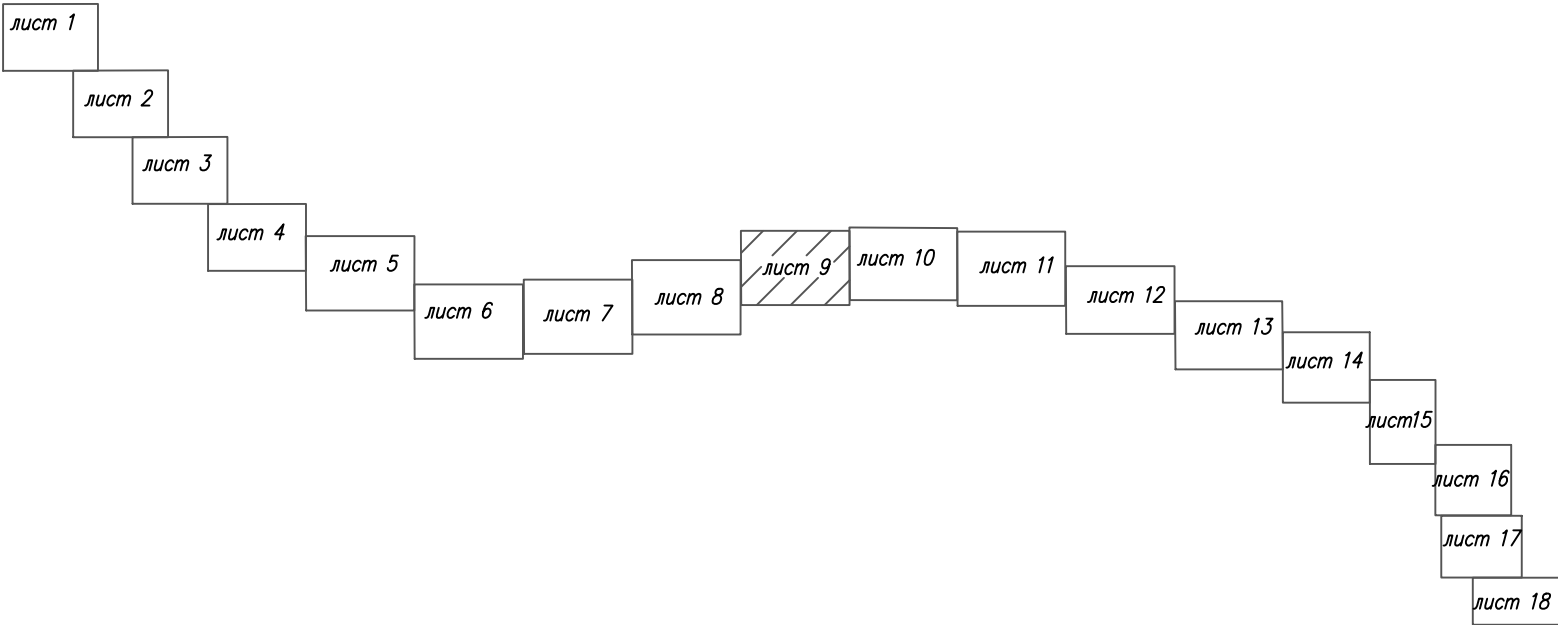 лист 1
лист 2
лист 3
лист 4
лист 5
лист 6
лист 7
лист 8
лист 9
лист 10
лист 11
лист 12
лист 13
лист 14
лист15
лист 16
лист 17
лист 18